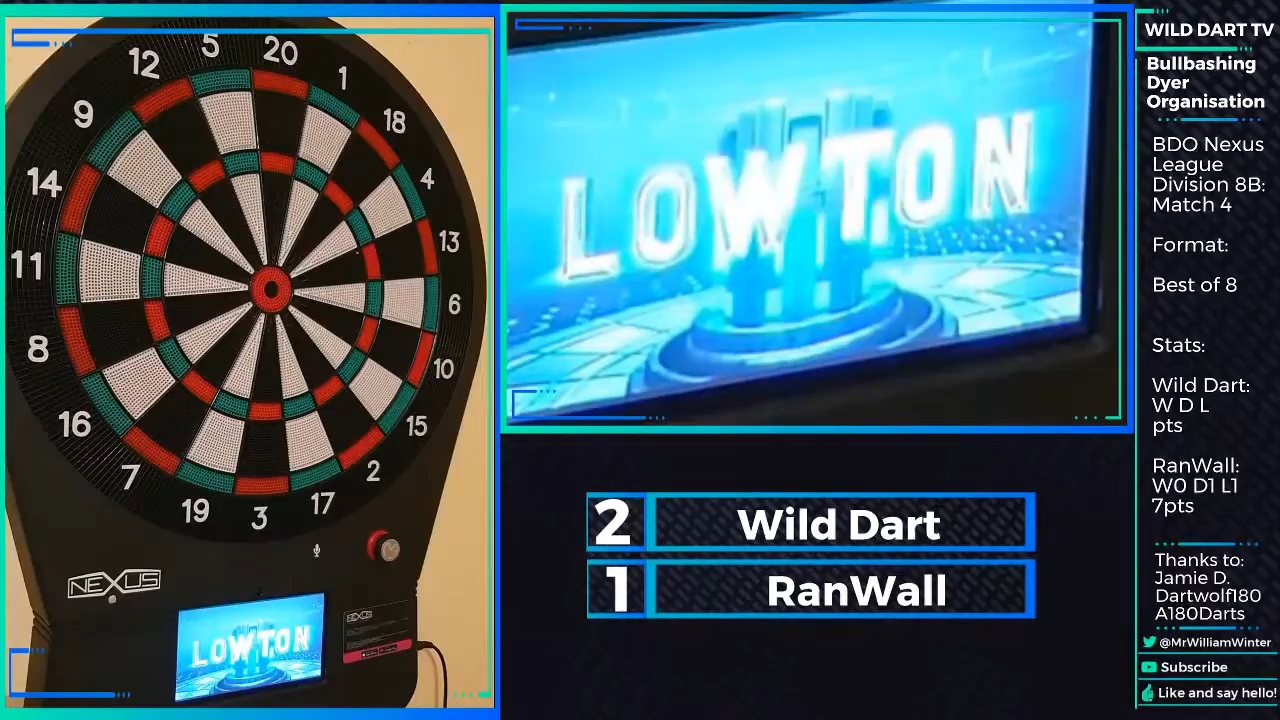 5
20
12
1
9
18
14
4
11
13
8
6
16
10
7
15
19
3
17
2
NEXUS
LOWTON
NEXUS
LOWTON
2 Wild Dart
1 RanWall
WILD DART TV
Bullbashing
Dyer
Organisation
BDO Nexus
League
Division 8B:
Match 4
Format:
Best of 8
Stats:
Wild Dart:
W D L
pts
RanWall:
W0 D1 L1
7pts
Thanks to:
Jamie D.
Dartwolf180
A180Darts
@MrWilliamWinter
Subscribe
Like and say hello!